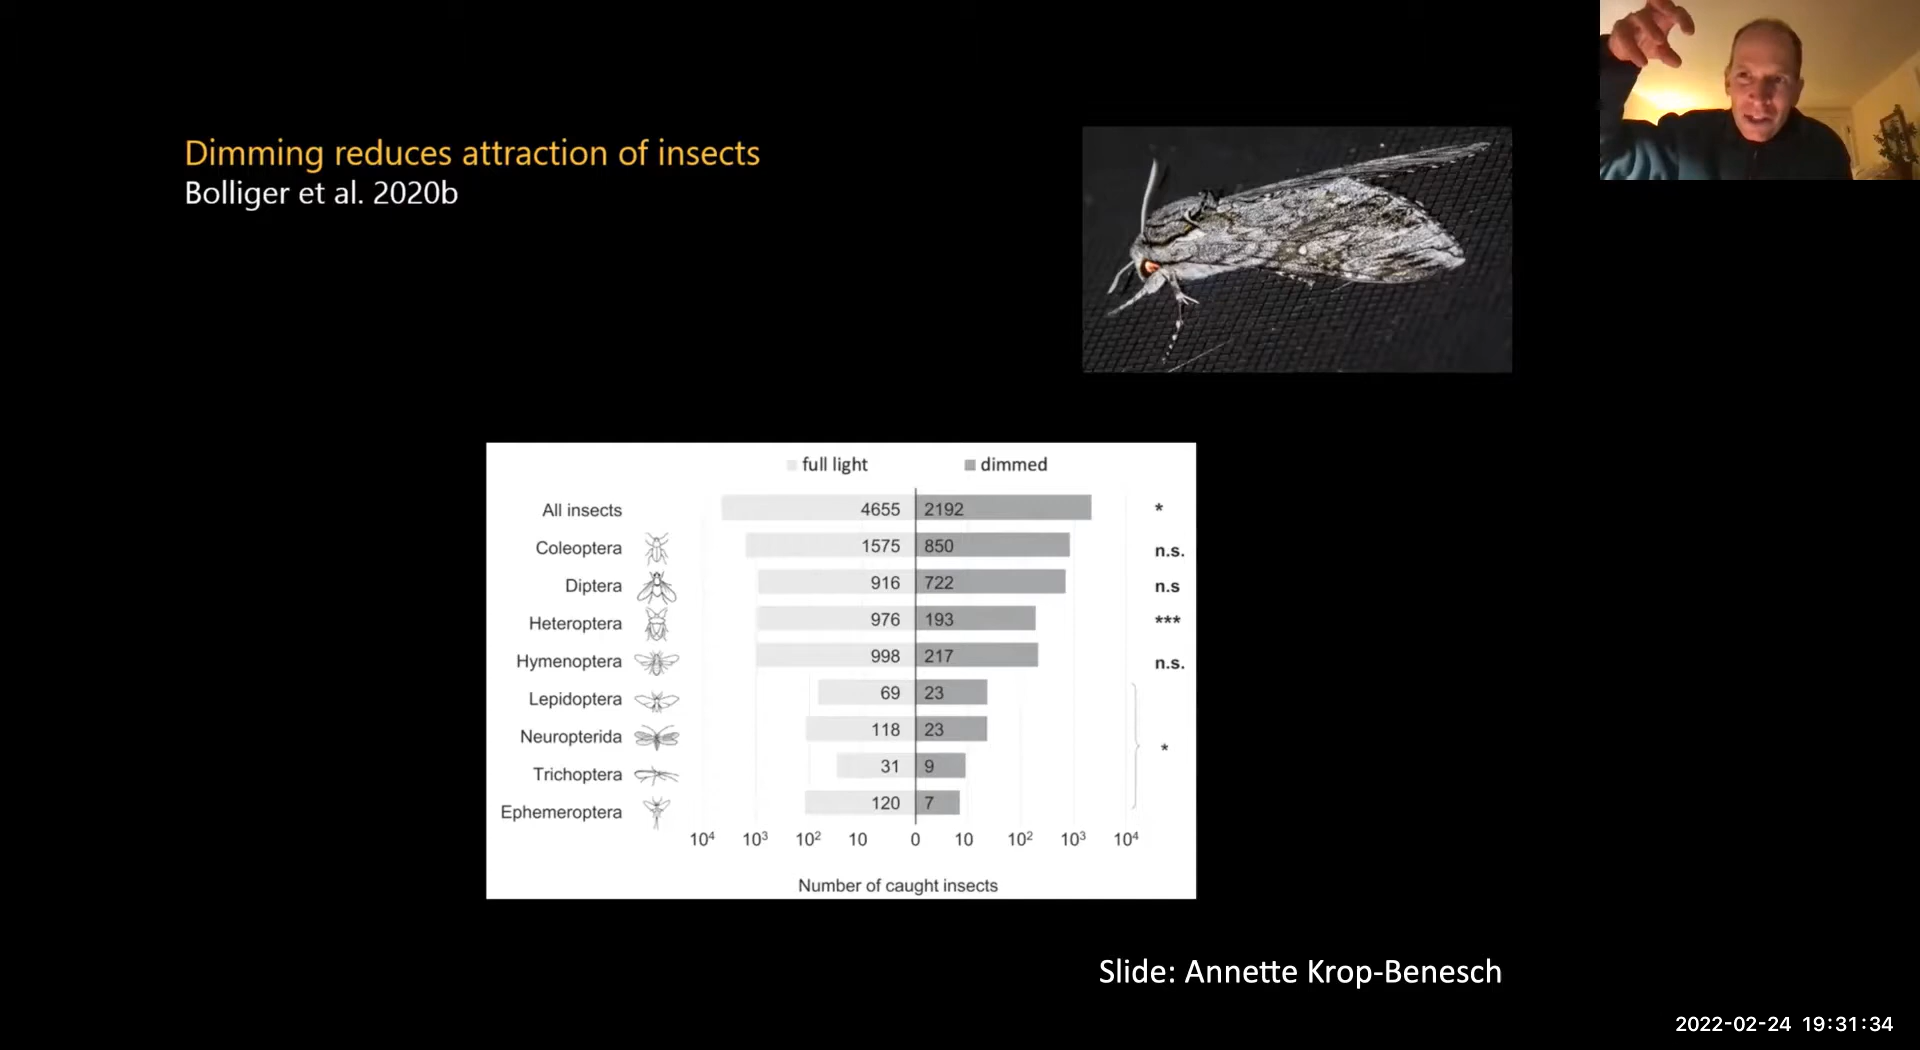 Dimming reduces attraction of insects
Bolliger et al. 2020b
full light dimmed
All insects 4655 2192 *
Coleoptera 1575 850 n.s.
Diptera 916 722 n.s
Heteroptera 976 193 ***
Hymenoptera 998 217 n.s.
Lepidoptera 69 23
Neuropterida 118 23 *
Trichoptera 31 9
Ephemeroptera 120 7
10⁴ 10³ 10² 10 0 10 10² 10³ 10⁴
Number of caught insects
Slide: Annette Krop-Benesch
2022-02-24 19:31:34